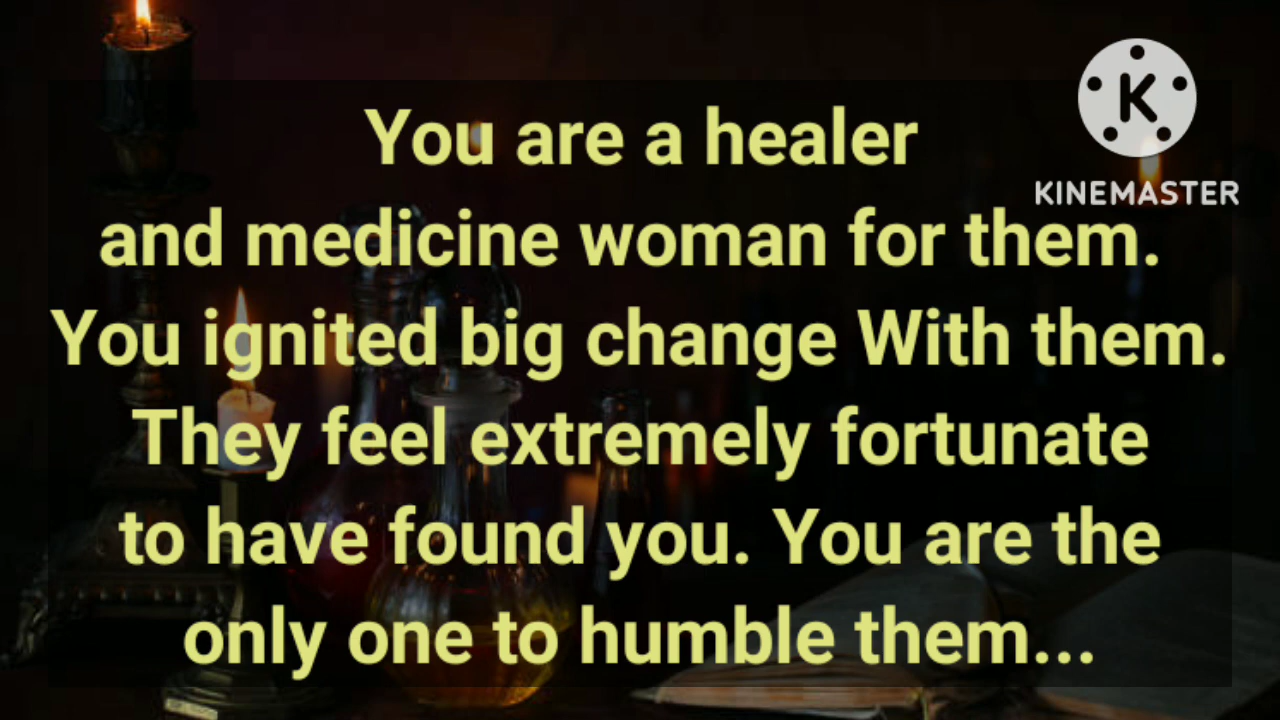 You are a healer
and medicine woman for them.
You ignited big change With them.
They feel extremely fortunate
to have found you. You are the
only one to humble them...
K
KINEMASTER